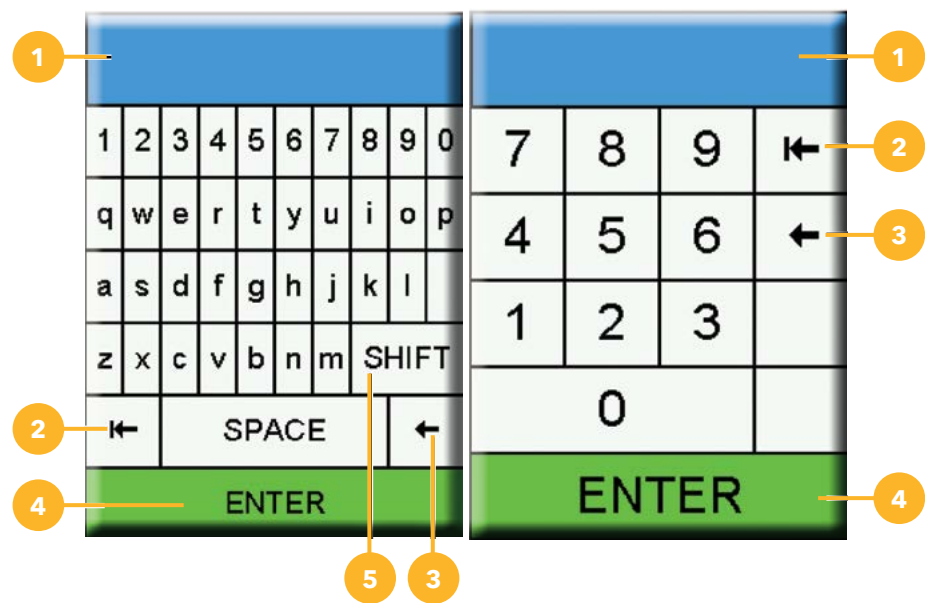 1
1 2 3 4 5 6 7 8 9 0
q w e r t y u i o p
a s d f g h j k l
z x c v b n m SHIFT
2
SPACE
4
ENTER
5
3
1
7 8 9
2
4 5 6
3
1 2 3
0
ENTER
4